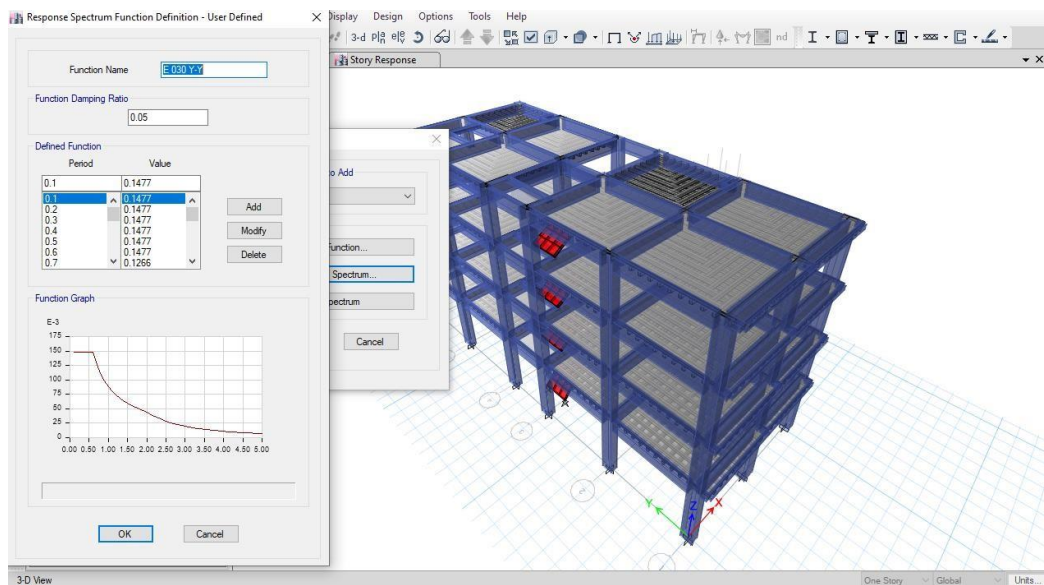 Response Spectrum Function Definition - User Defined
Display Design Options Tools Help
3-d
nd
Story Response
Function Name
E 030 Y-Y
Function Damping Ratio
0.05
Defined Function
Period Value
0.1 0.1477
0.1 0.1477
0.2 0.1477
0.3 0.1477
0.4 0.1477
0.5 0.1477
0.6 0.1477
0.7 0.1266
Add
Modify
Delete
Function Graph
E-3
175
150
125
100
75
50
25
0
0.00 0.50 1.00 1.50 2.00 2.50 3.00 3.50 4.00 4.50 5.00
OK Cancel
to Add
Function...
Spectrum...
Spectrum
Cancel
Y Z X
3-D View
One Story Global Units...